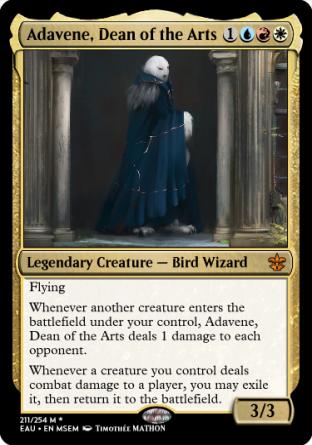 Adavene, Dean of the Arts 1
Legendary Creature — Bird Wizard
Flying
Whenever another creature enters the
battlefield under your control, Adavene,
Dean of the Arts deals 1 damage to each
opponent.
Whenever a creature you control deals
combat damage to a player, you may exile
it, then return it to the battlefield.
3/3
211/254 M *
EAU • EN MSEM Timothée MATHON